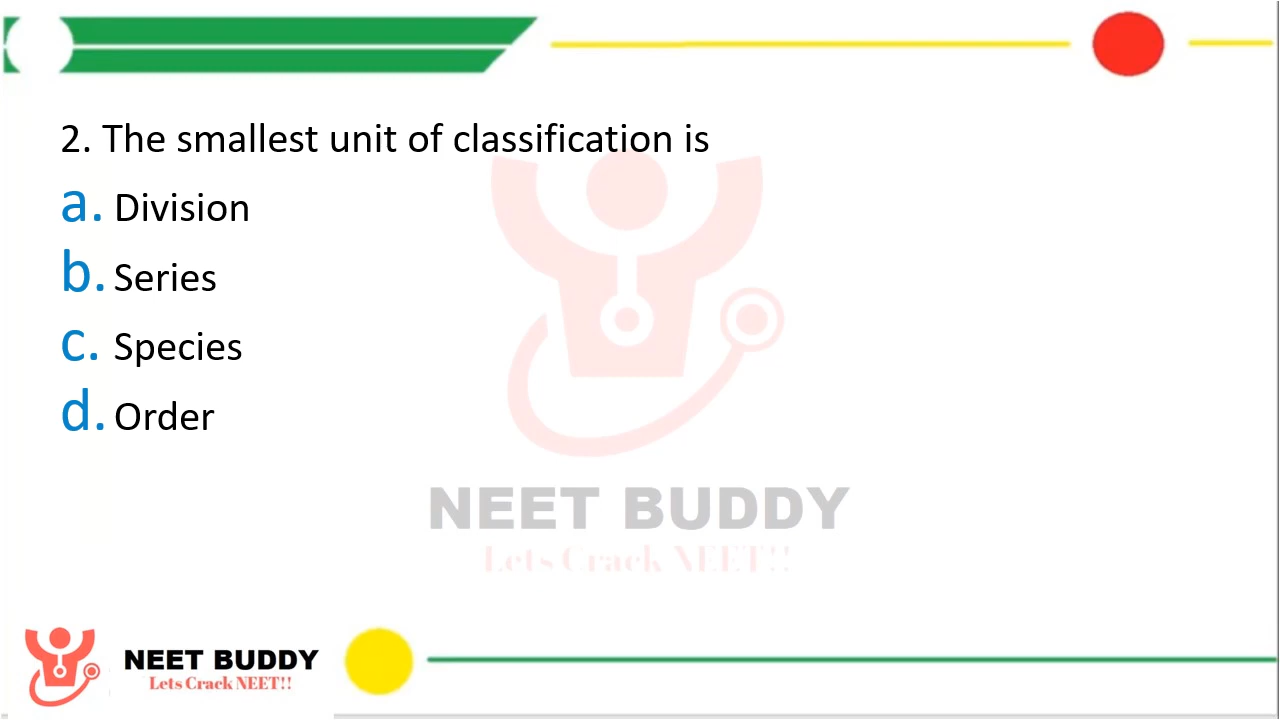 2. The smallest unit of classification is
a. Division
b. Series
c. Species
d. Order
NEET BUDDY
Lets Crack NEET!!
NEET BUDDY
Lets Crack NEET!!